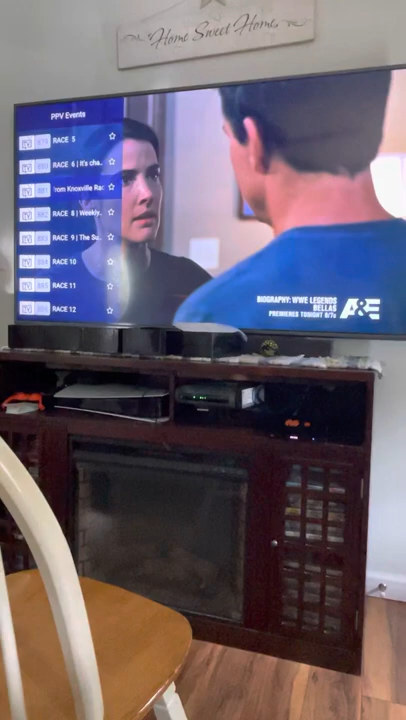 Home Sweet Home
PPV Events
RACE 5
RACE 6 | It's cha..
from Knoxville Rac
RACE 8 | Weekly..
RACE 9 | The Su..
RACE 10
RACE 11
RACE 12
BIOGRAPHY: WWE LEGENDS
BELLAS
PREMIERES TONIGHT 8/7c
A&E